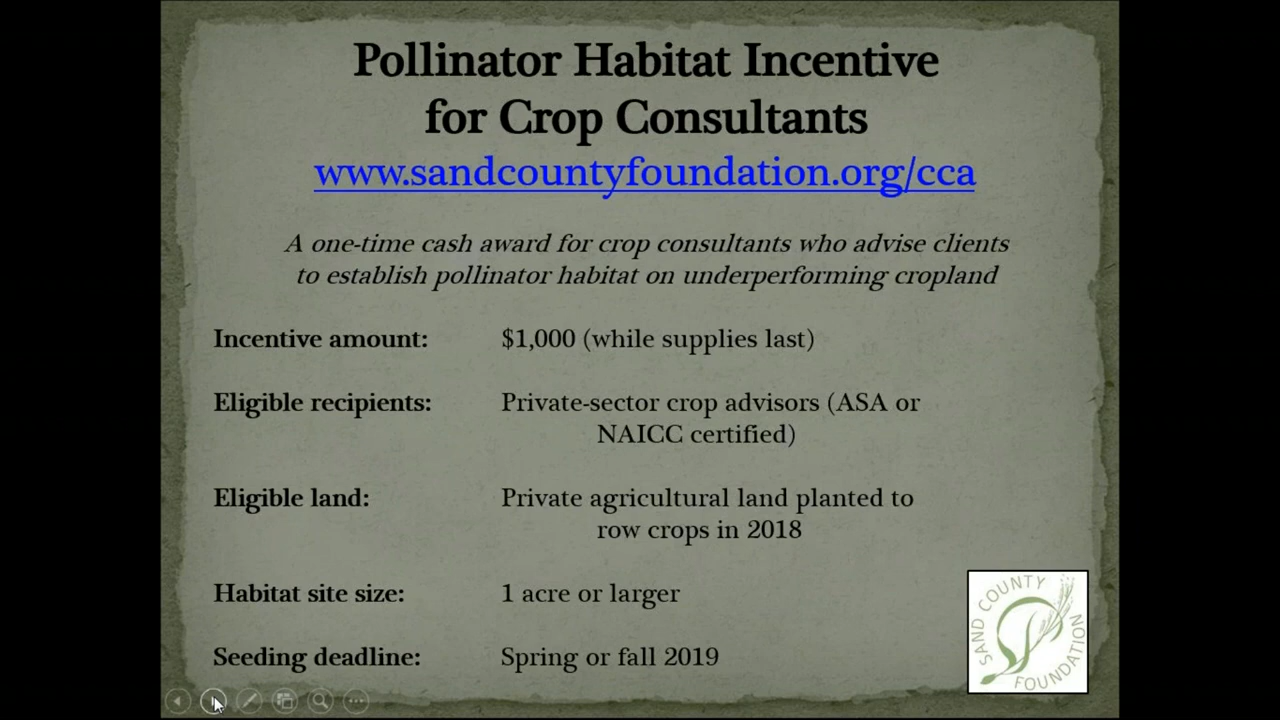 Pollinator Habitat Incentive
for Crop Consultants
www.sandcountyfoundation.org/cca
A one-time cash award for crop consultants who advise clients
to establish pollinator habitat on underperforming cropland
Incentive amount: $1,000 (while supplies last)
Eligible recipients: Private-sector crop advisors (ASA or
NAICC certified)
Eligible land: Private agricultural land planted to
row crops in 2018
Habitat site size: 1 acre or larger
Seeding deadline: Spring or fall 2019
SAND COUNTY
FOUNDATION